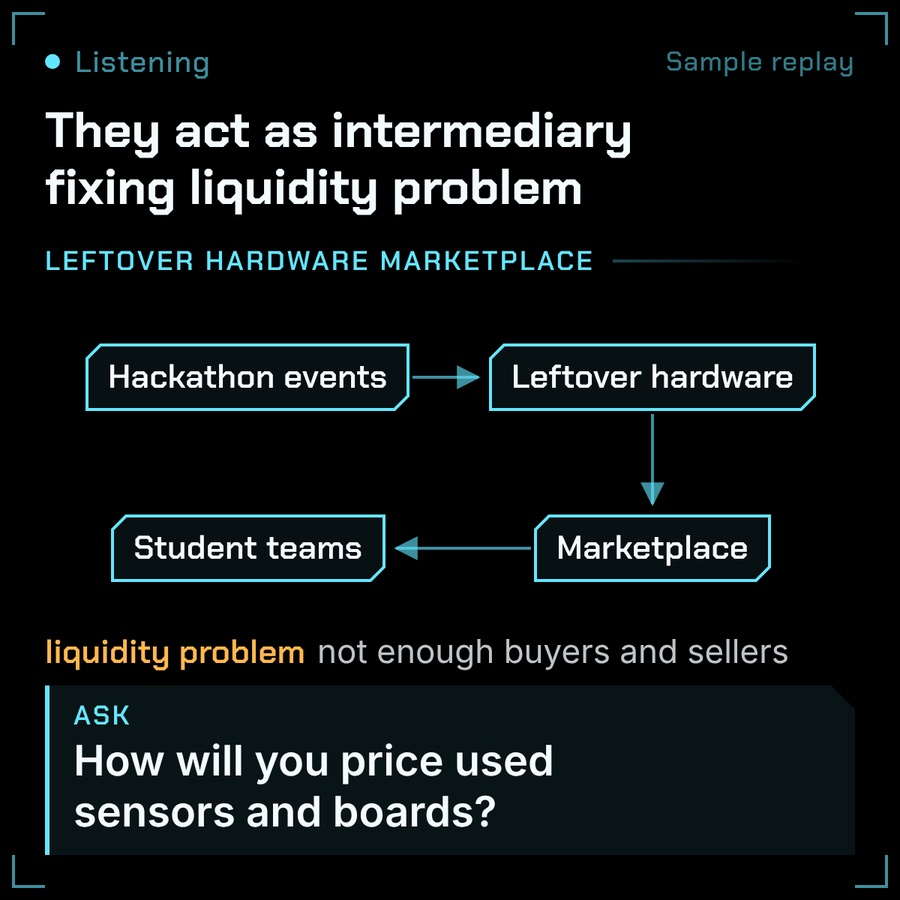 Listening
Sample replay
They act as intermediary
fixing liquidity problem
LEFTOVER HARDWARE MARKETPLACE
Hackathon events
Leftover hardware
Student teams
Marketplace
liquidity problem not enough buyers and sellers
ASK
How will you price used
sensors and boards?